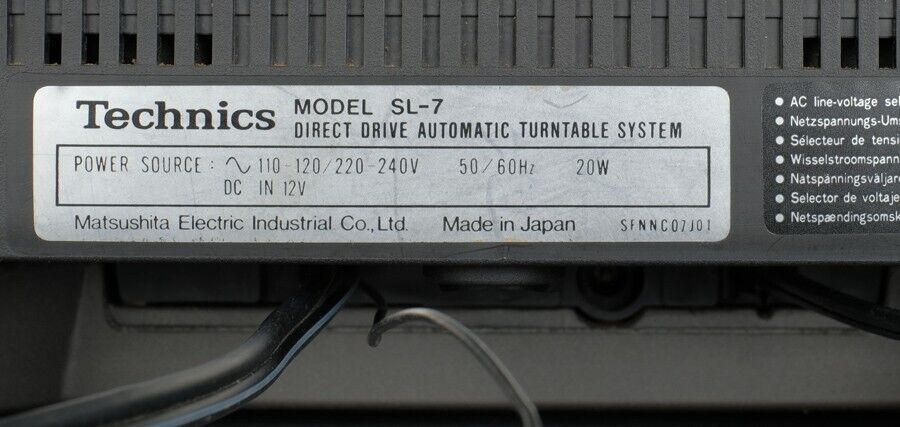 Technics MODEL SL-7
DIRECT DRIVE AUTOMATIC TURNTABLE SYSTEM
POWER SOURCE : ∿ 110-120/220-240V 50/60Hz 20W
DC IN 12V
Matsushita Electric Industrial Co., Ltd. Made in Japan SFNNC07J01
● AC line-voltage sel
● Netzspannungs-Ums
● Sélecteur de tensi
● Wisselstroomspann
● Nätspänningsväljare
● Selector de voltaje
● Netspændingsomsk